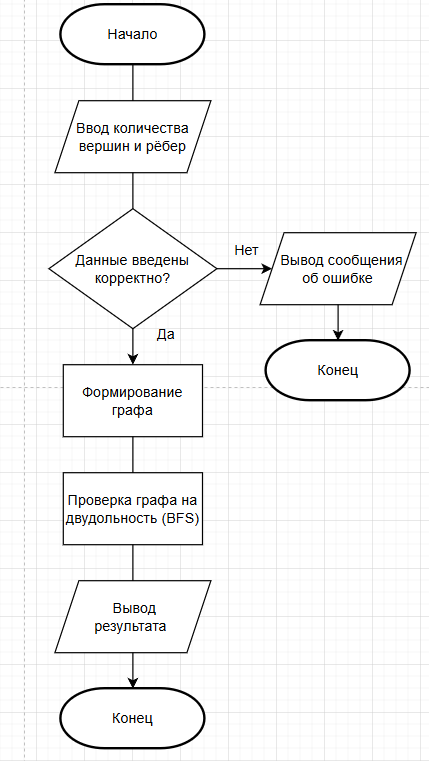 Начало
Ввод количества
вершин и рёбер
Данные введены
корректно?
Нет
Вывод сообщения
об ошибке
Конец
Да
Формирование
графа
Проверка графа на
двудольность (BFS)
Вывод
результата
Конец